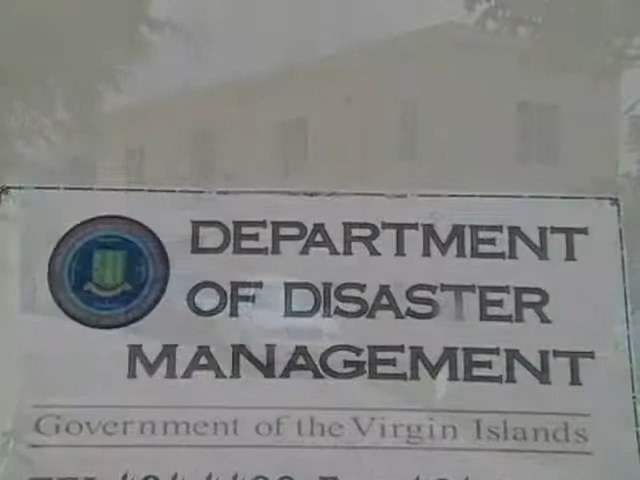 DEPARTMENT
OF DISASTER
MANAGEMENT
Government of the Virgin Islands